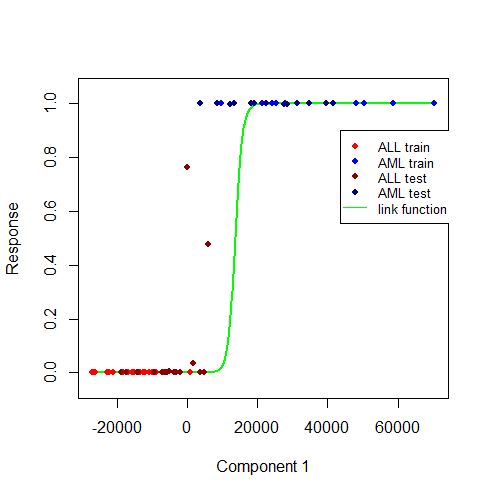 1.0
0.8
0.6
0.4
0.2
0.0
Response
ALL train
AML train
ALL test
AML test
link function
-20000 0 20000 40000 60000
Component 1